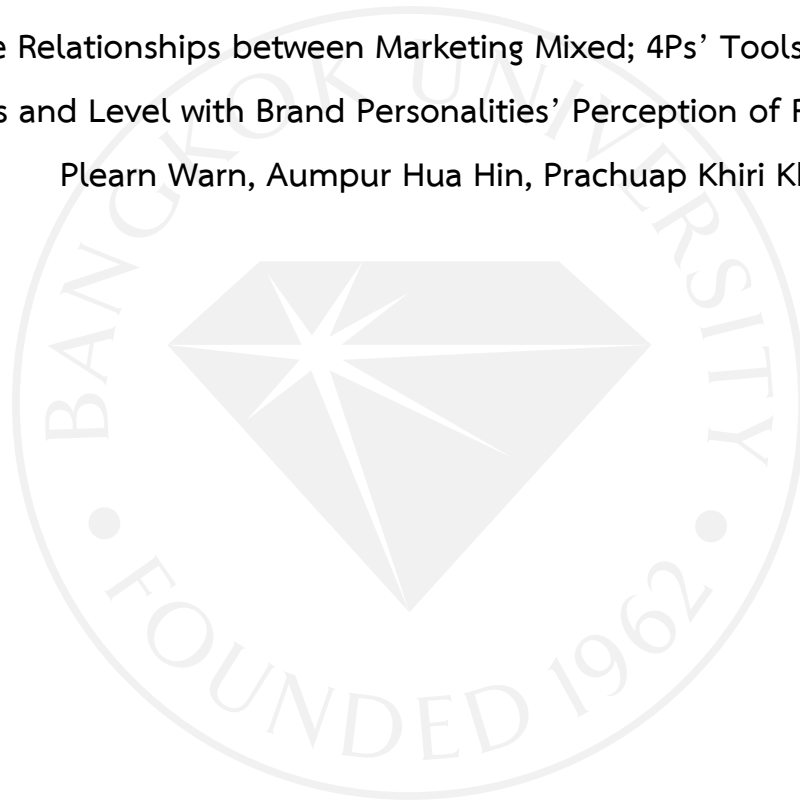 e Relationships between Marketing Mixed; 4Ps’ Tools
s and Level with Brand Personalities’ Perception of
Plearn Warn, Aumpur Hua Hin, Prachuap Khiri
BANGKOK UNIVERSITY
FOUNDED 1962